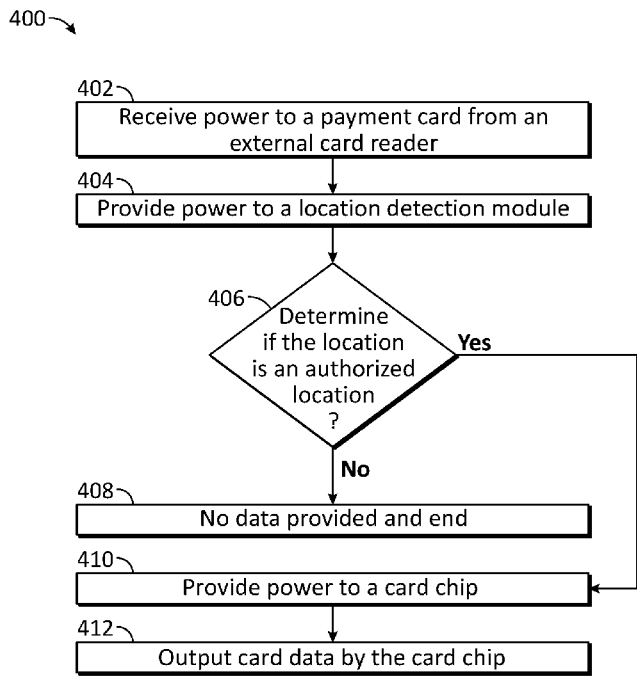 400
402
Receive power to a payment card from an
external card reader
404
Provide power to a location detection module
406
Determine
if the location
is an authorized
location
?
Yes
No
408
No data provided and end
410
Provide power to a card chip
412
Output card data by the card chip